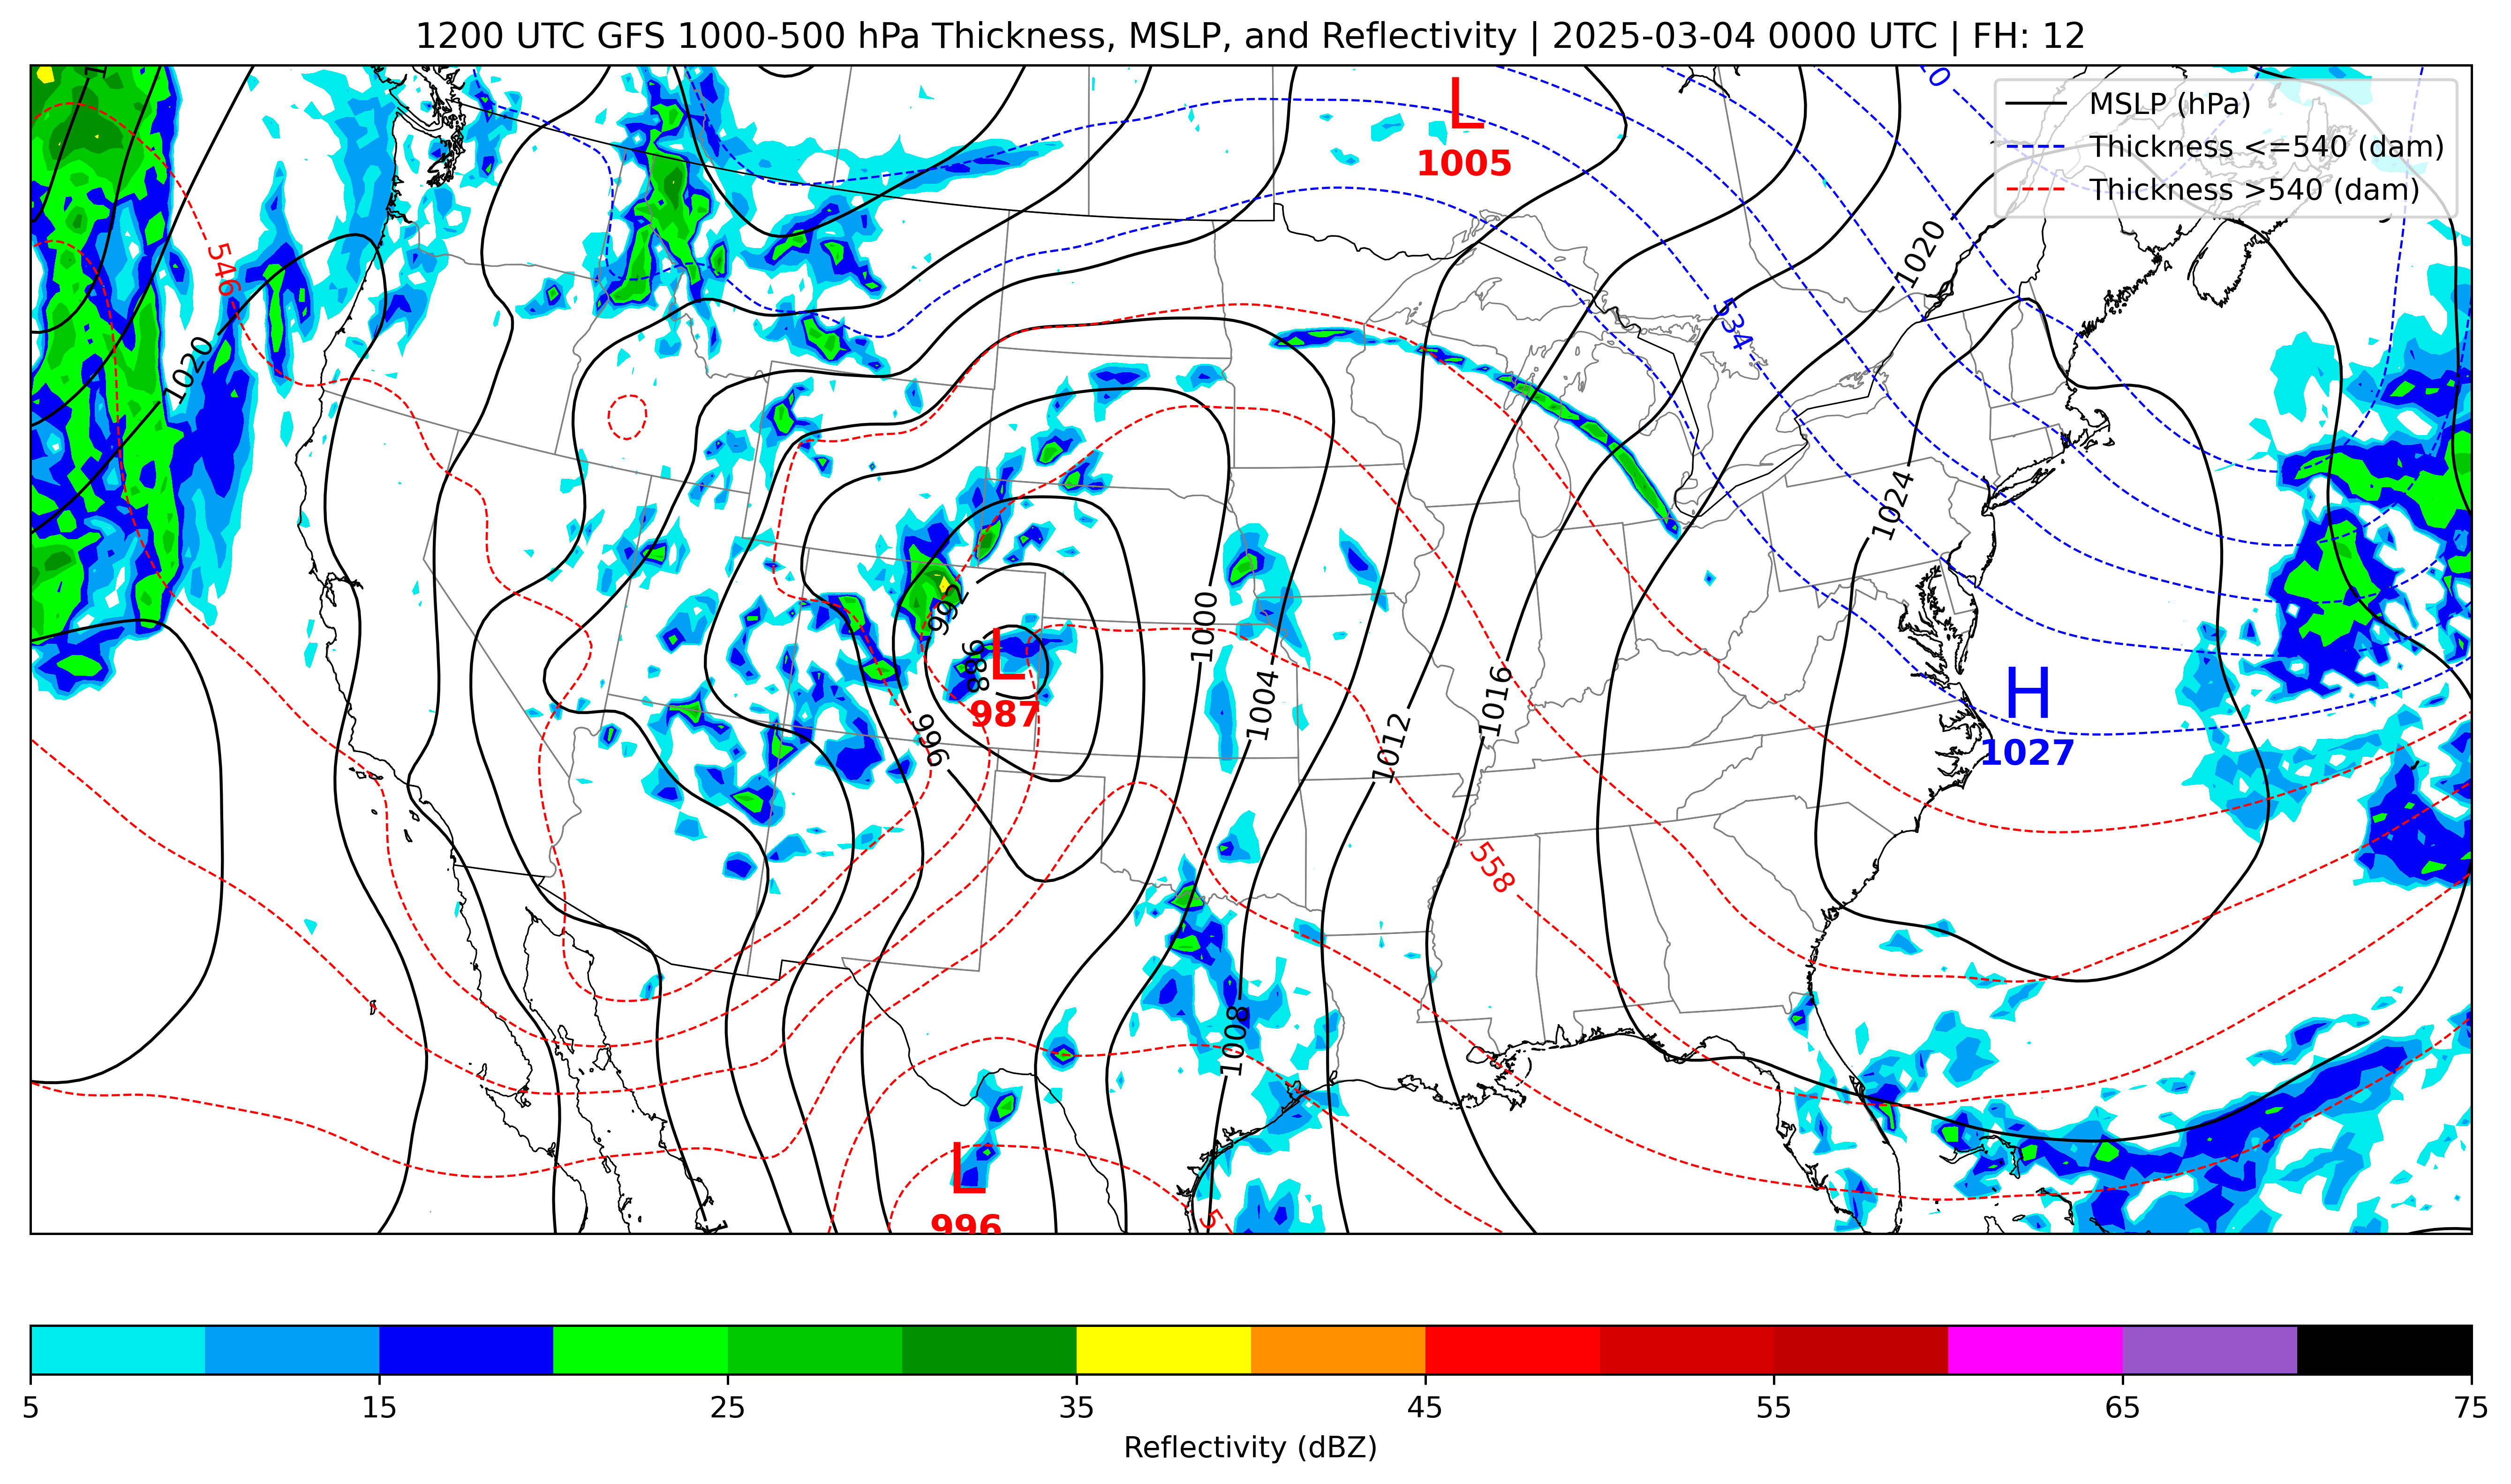 1200 UTC GFS 1000-500 hPa Thickness, MSLP, and Reflectivity | 2025-03-04 0000 UTC | FH: 12
MSLP (hPa)
Thickness <=540 (dam)
Thickness >540 (dam)
L
1005
1020
546
534
1020
1024
992
1000
988
L
987
996
1004
1012
1016
H
1027
558
1008
L
996
5
15
25
35
45
55
65
75
Reflectivity (dBZ)